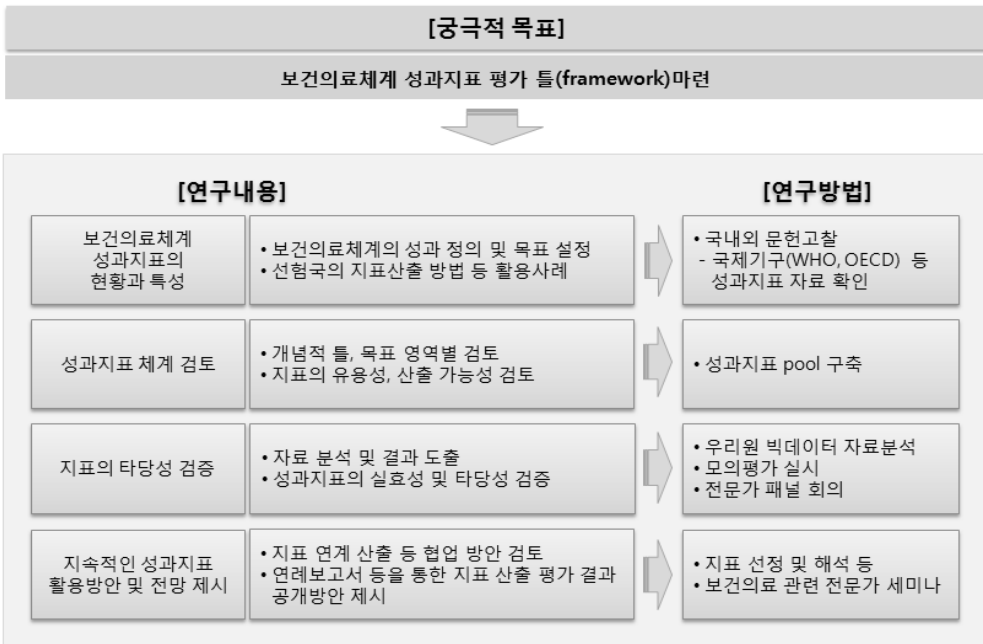 [궁극적 목표]
보건의료체계 성과지표 평가 틀(framework)마련
[연구내용]
[연구방법]
보건의료체계
성과지표의
현황과 특성
• 보건의료체계의 성과 정의 및 목표 설정
• 선험국의 지표산출 방법 등 활용사례
• 국내외 문헌고찰
- 국제기구(WHO, OECD) 등
성과지표 자료 확인
성과지표 체계 검토
• 개념적 틀, 목표 영역별 검토
• 지표의 유용성, 산출 가능성 검토
• 성과지표 pool 구축
지표의 타당성 검증
• 자료 분석 및 결과 도출
• 성과지표의 실효성 및 타당성 검증
• 우리원 빅데이터 자료분석
• 모의평가 실시
• 전문가 패널 회의
지속적인 성과지표
활용방안 및 전망 제시
• 지표 연계 산출 등 협업 방안 검토
• 연례보고서 등을 통한 지표 산출 평가 결과
공개방안 제시
• 지표 선정 및 해석 등
• 보건의료 관련 전문가 세미나